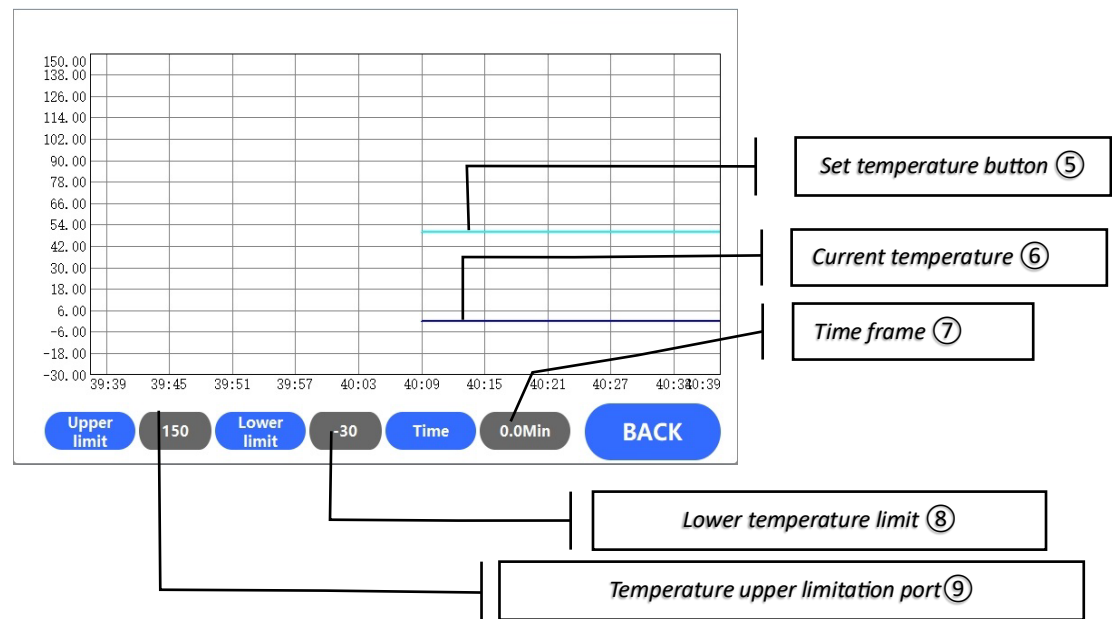 150.00
138.00
126.00
114.00
102.00
90.00
78.00
66.00
54.00
42.00
30.00
18.00
6.00
-6.00
-18.00
-30.00
39:39 39:45 39:51 39:57 40:03 40:09 40:15 40:21 40:27 40:39
Upper
limit
150
Lower
limit
-30
Time
0.0Min
BACK
Set temperature button ⑤
Current temperature ⑥
Time frame ⑦
Lower temperature limit ⑧
Temperature upper limitation port⑨